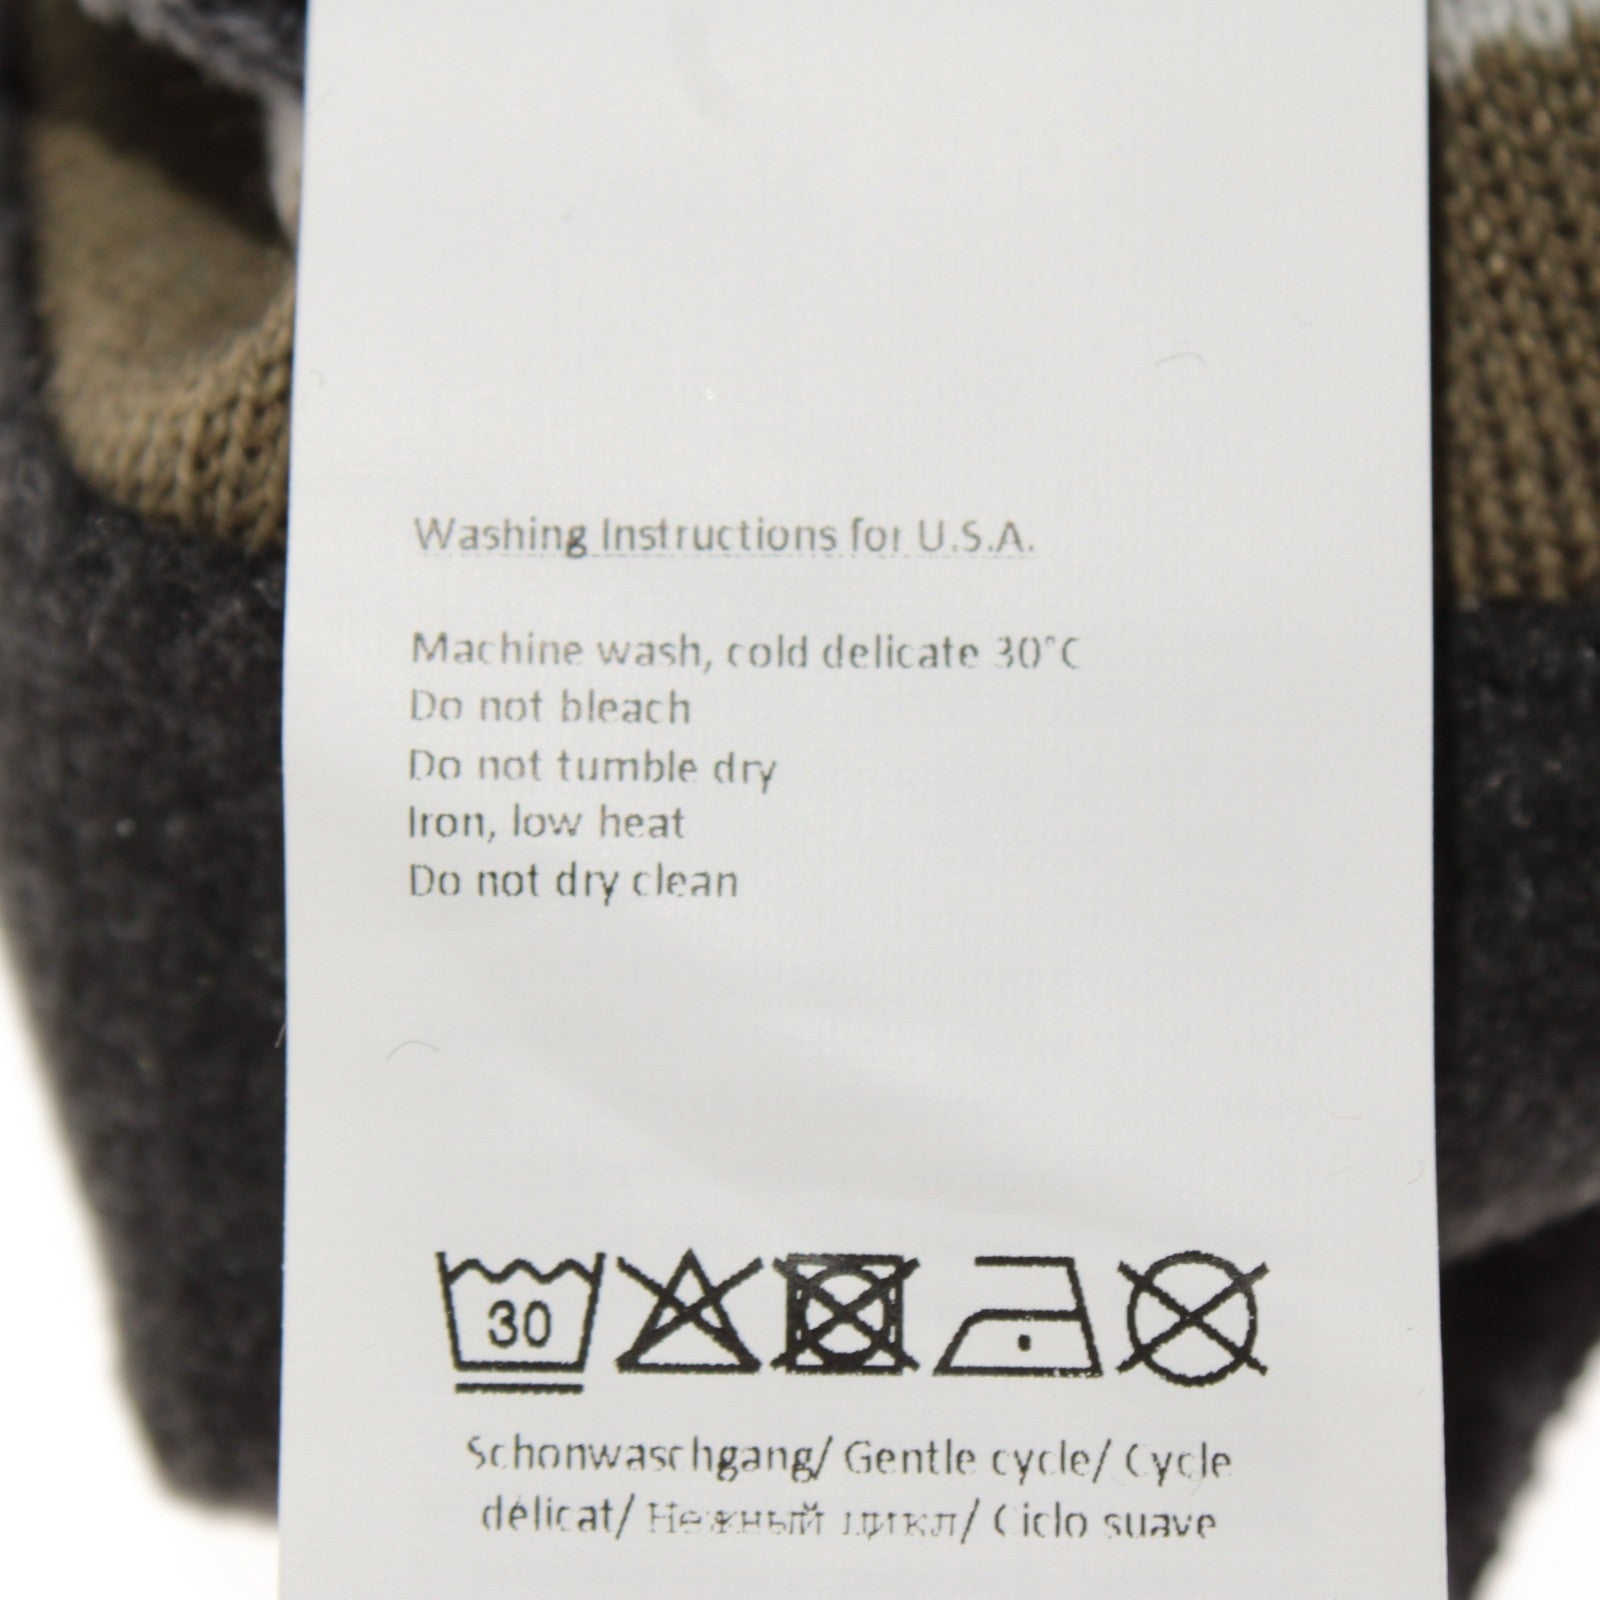 Washing Instructions for U.S.A.
Machine wash, cold delicate 30°C
Do not bleach
Do not tumble dry
Iron, low heat
Do not dry clean
30
Schonwaschgang/ Gentle cycle/ Cycle
délicat/ Нежный цикл/ Ciclo suave